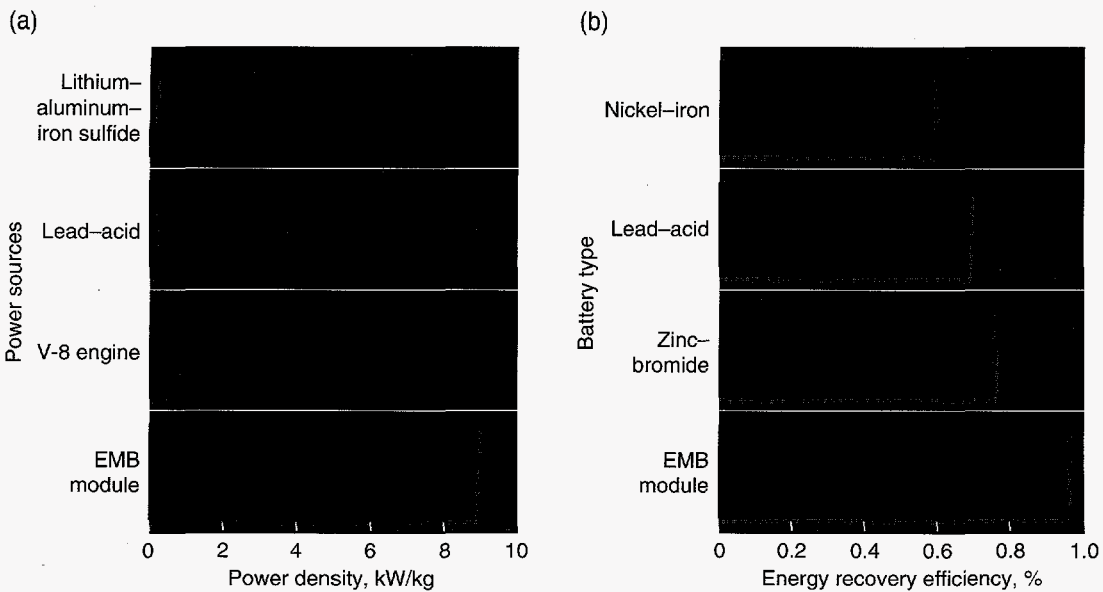 (a)
Power sources
Lithium–
aluminum–
iron sulfide
Lead–acid
V-8 engine
EMB
module
0 2 4 6 8 10
Power density, kW/kg
(b)
Battery type
Nickel–iron
Lead–acid
Zinc–
bromide
EMB
module
0 0.2 0.4 0.6 0.8 1.0
Energy recovery efficiency, %